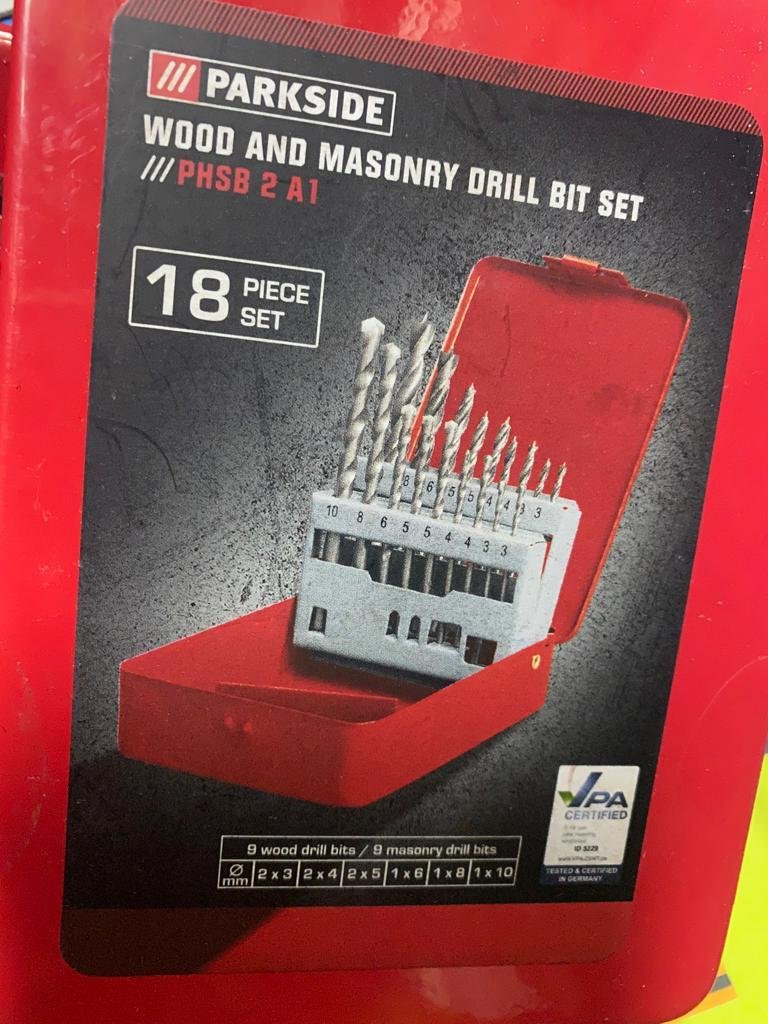 /// PARKSIDE
WOOD AND MASONRY DRILL BIT SET
/// PHSB 2 A1
18 PIECE SET
8 6 5 5 4 4 3 3
10 8 6 5 5 4 4 3 3
VPA
CERTIFIED
ID 5229
TESTED & CERTIFIED
IN GERMANY
9 wood drill bits / 9 masonry drill bits
Ø mm 2 x 3 2 x 4 2 x 5 1 x 6 1 x 8 1 x 10